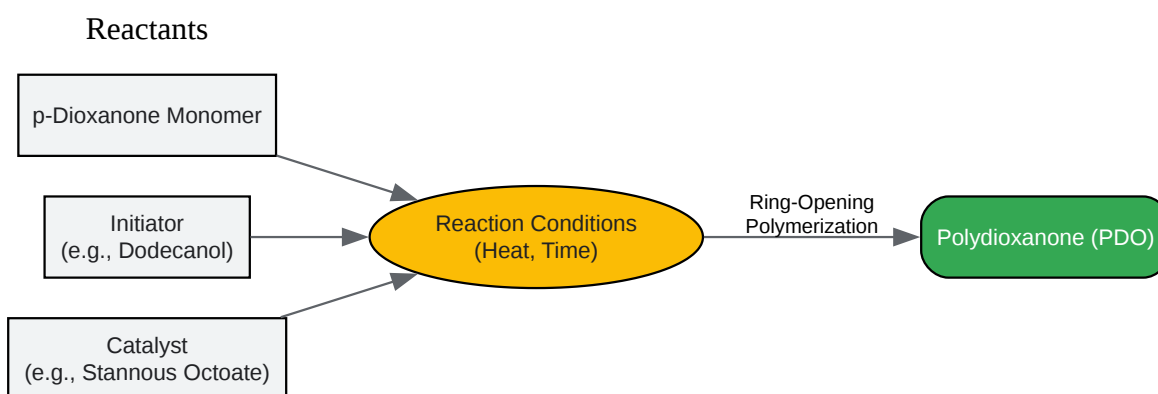 Reactants
p-Dioxanone Monomer
Initiator
(e.g., Dodecanol)
Catalyst
(e.g., Stannous Octoate)
Reaction Conditions
(Heat, Time)
Ring-Opening
Polymerization
Polydioxanone (PDO)